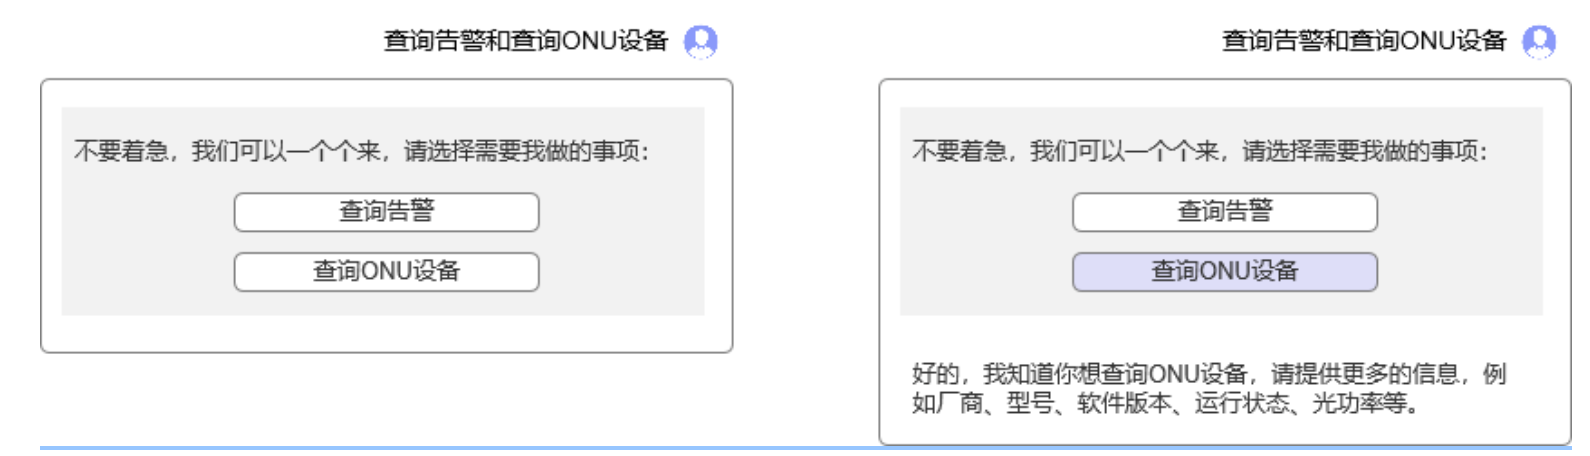 查询告警和查询ONU设备
不要着急，我们可以一个个来，请选择需要我做的事项：
查询告警
查询ONU设备
查询告警和查询ONU设备
不要着急，我们可以一个个来，请选择需要我做的事项：
查询告警
查询ONU设备
好的，我知道你想查询ONU设备，请提供更多的信息，例
如厂商、型号、软件版本、运行状态、光功率等。